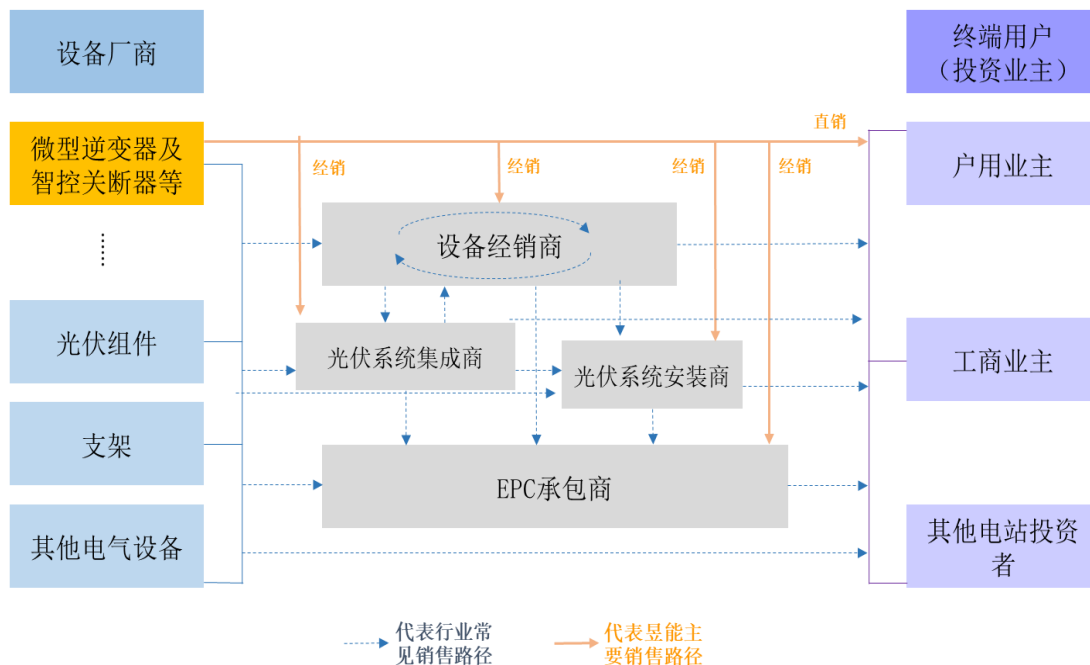 设备厂商
终端用户
（投资业主）
微型逆变器及
智控关断器等
直销
经销
经销
经销
经销
户用业主
设备经销商
……
光伏组件
光伏系统集成商
光伏系统安装商
工商业主
支架
EPC承包商
其他电气设备
其他电站投资
者
代表行业常
见销售路径
代表昱能主
要销售路径